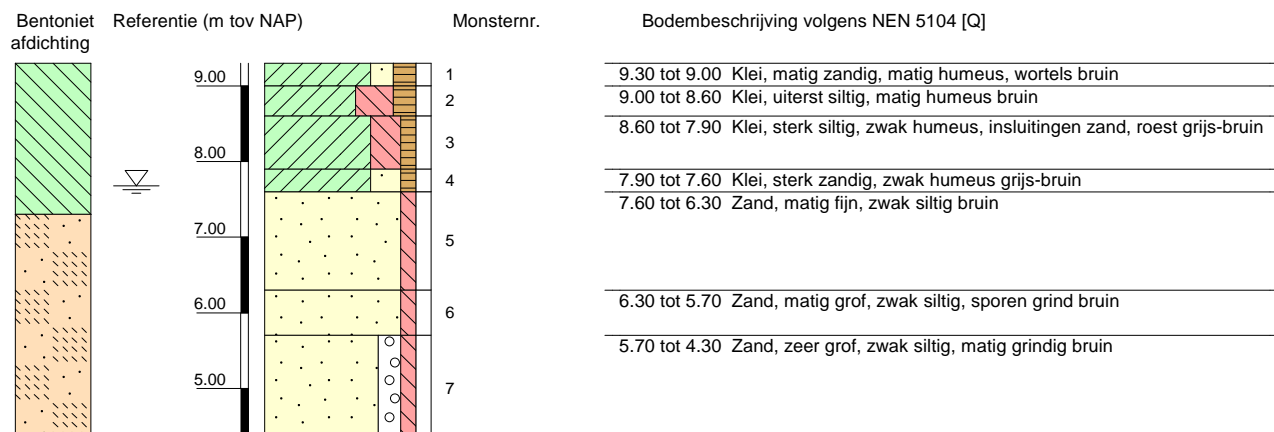 Bentoniet Referentie (m tov NAP) Monsternr. Bodembeschrijving volgens NEN 5104 [Q]
afdichting
9.00 1 9.30 tot 9.00 Klei, matig zandig, matig humeus, wortels bruin
2 9.00 tot 8.60 Klei, uiterst siltig, matig humeus bruin
8.60 tot 7.90 Klei, sterk siltig, zwak humeus, insluitingen zand, roest grijs-bruin
3
8.00
4 7.90 tot 7.60 Klei, sterk zandig, zwak humeus grijs-bruin
7.60 tot 6.30 Zand, matig fijn, zwak siltig bruin
7.00
5
6.00 6.30 tot 5.70 Zand, matig grof, zwak siltig, sporen grind bruin
6
5.70 tot 4.30 Zand, zeer grof, zwak siltig, matig grindig bruin
5.00
7